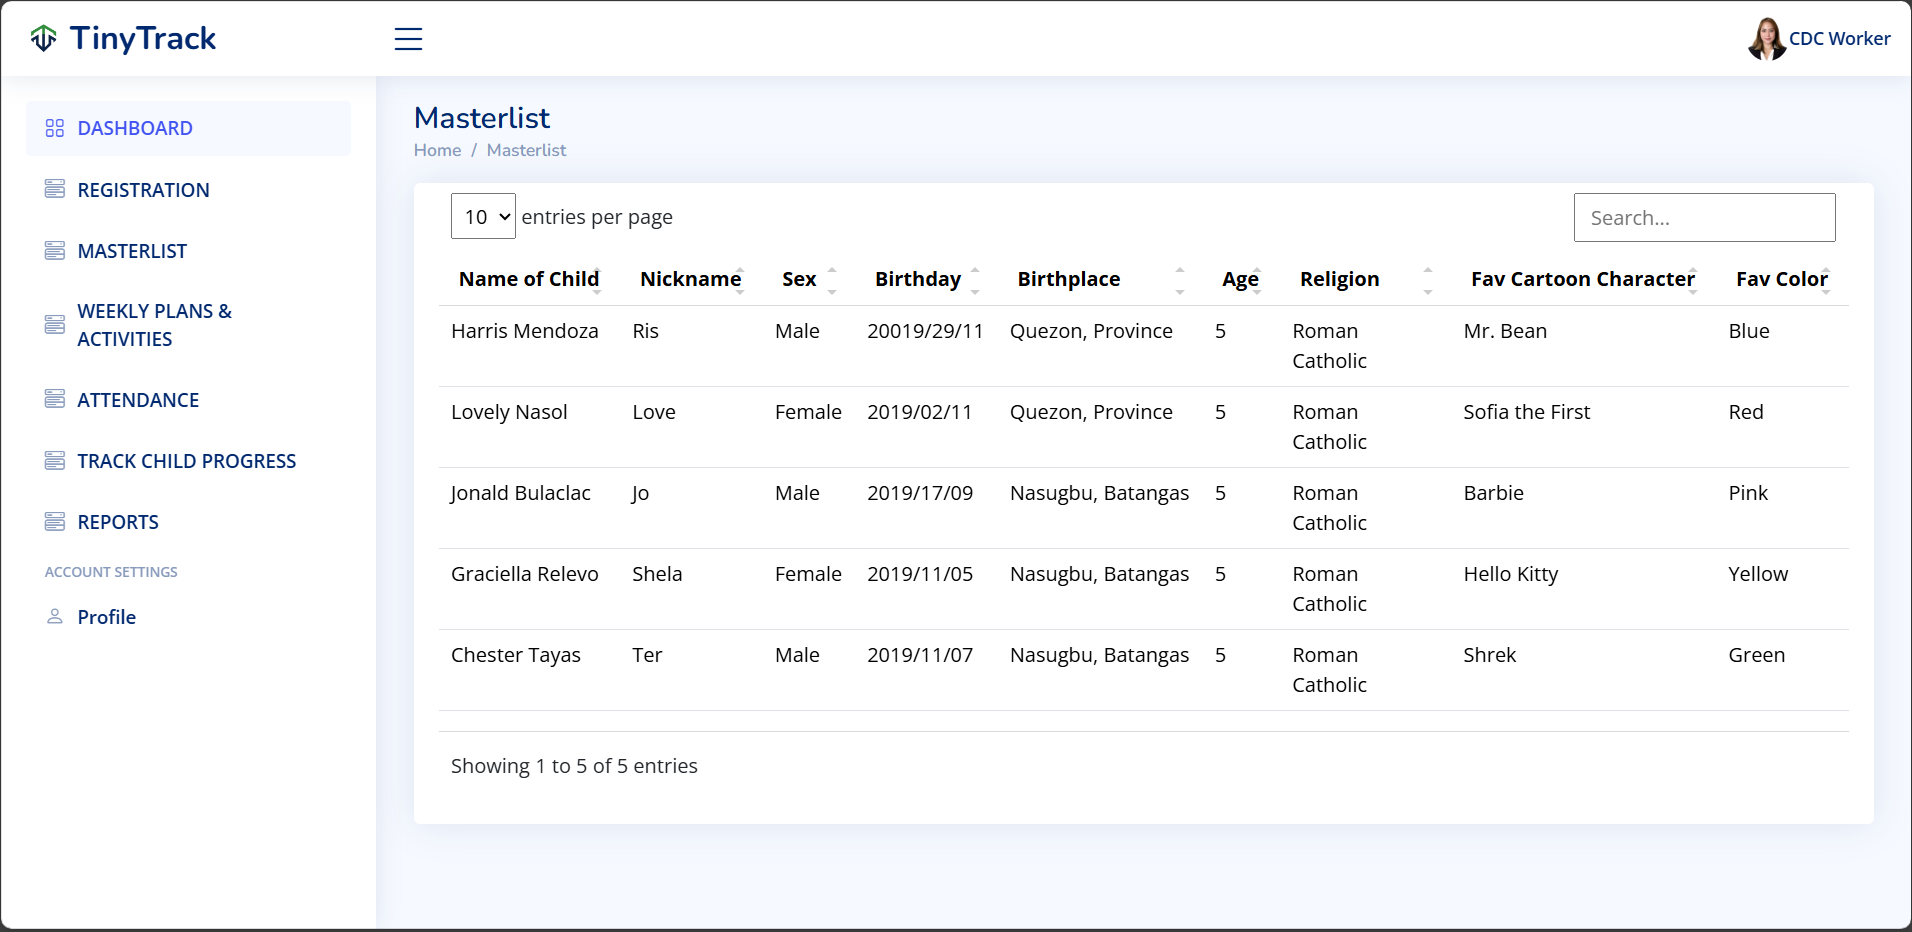 TinyTrack
CDC Worker
DASHBOARD
REGISTRATION
MASTERLIST
WEEKLY PLANS &
ACTIVITIES
ATTENDANCE
TRACK CHILD PROGRESS
REPORTS
ACCOUNT SETTINGS
Profile
Masterlist
Home / Masterlist
10 entries per page
Search...
Name of Child Nickname Sex Birthday Birthplace Age Religion Fav Cartoon Character Fav Color
Harris Mendoza Ris Male 20019/29/11 Quezon, Province 5 Roman Mr. Bean Blue
Catholic
Lovely Nasol Love Female 2019/02/11 Quezon, Province 5 Roman Sofia the First Red
Catholic
Jonald Bulaclac Jo Male 2019/17/09 Nasugbu, Batangas 5 Roman Barbie Pink
Catholic
Graciella Relevo Shela Female 2019/11/05 Nasugbu, Batangas 5 Roman Hello Kitty Yellow
Catholic
Chester Tayas Ter Male 2019/11/07 Nasugbu, Batangas 5 Roman Shrek Green
Catholic
Showing 1 to 5 of 5 entries